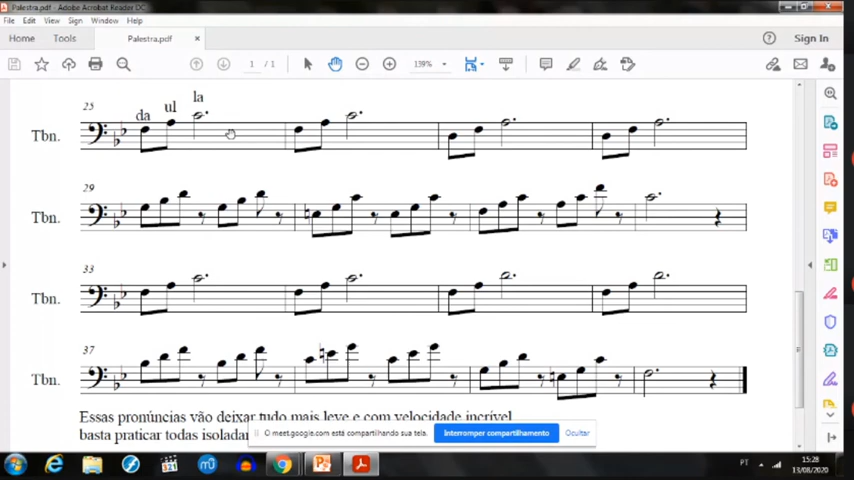 Palestra.pdf - Adobe Acrobat Reader DC
File Edit View Sign Window Help
Home Tools Palestra.pdf × ? Sign In
1 / 1 139%
25
da ul la
Tbn.
29
Tbn.
33
Tbn.
37
Tbn.
Essas pronúncias vão deixar tudo mais leve e com velocidade incrível
basta praticar todas isolada
O meet.google.com está compartilhando sua tela. Interromper compartilhamento Ocultar
PT 15:28
13/08/2020